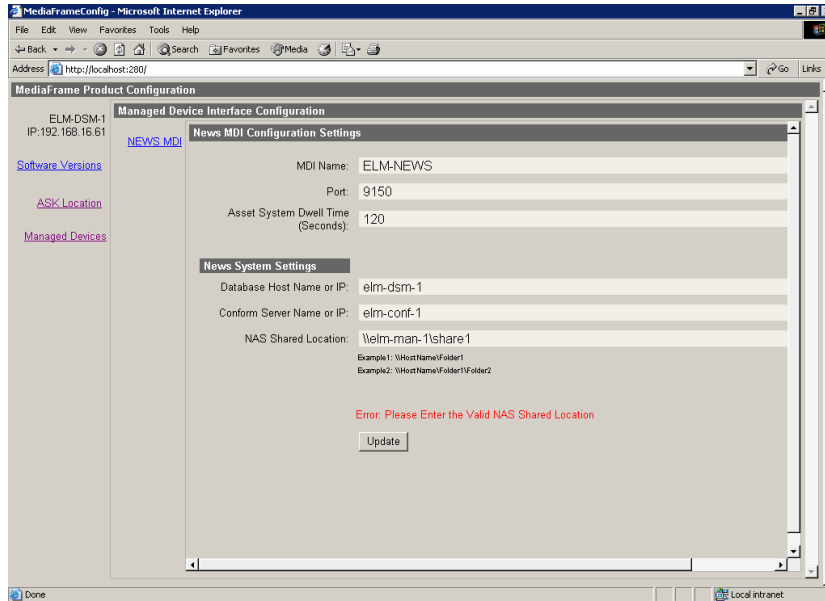 MediaFrameConfig - Microsoft Internet Explorer
File Edit View Favorites Tools Help
Back Search Favorites Media
Address http://localhost:280/ Go Links
MediaFrame Product Configuration
ELM-DSM-1
IP:192.168.16.61
Software Versions
ASK Location
Managed Devices
Managed Device Interface Configuration
NEWS MDI
News MDI Configuration Settings
MDI Name: ELM-NEWS
Port: 9150
Asset System Dwell Time
(Seconds): 120
News System Settings
Database Host Name or IP: elm-dsm-1
Conform Server Name or IP: elm-conf-1
NAS Shared Location: \\elm-man-1\share1
Example1: \\HostName\Folder1
Example2: \\HostName\Folder1\Folder2
Error: Please Enter the Valid NAS Shared Location
Update
Done Local intranet